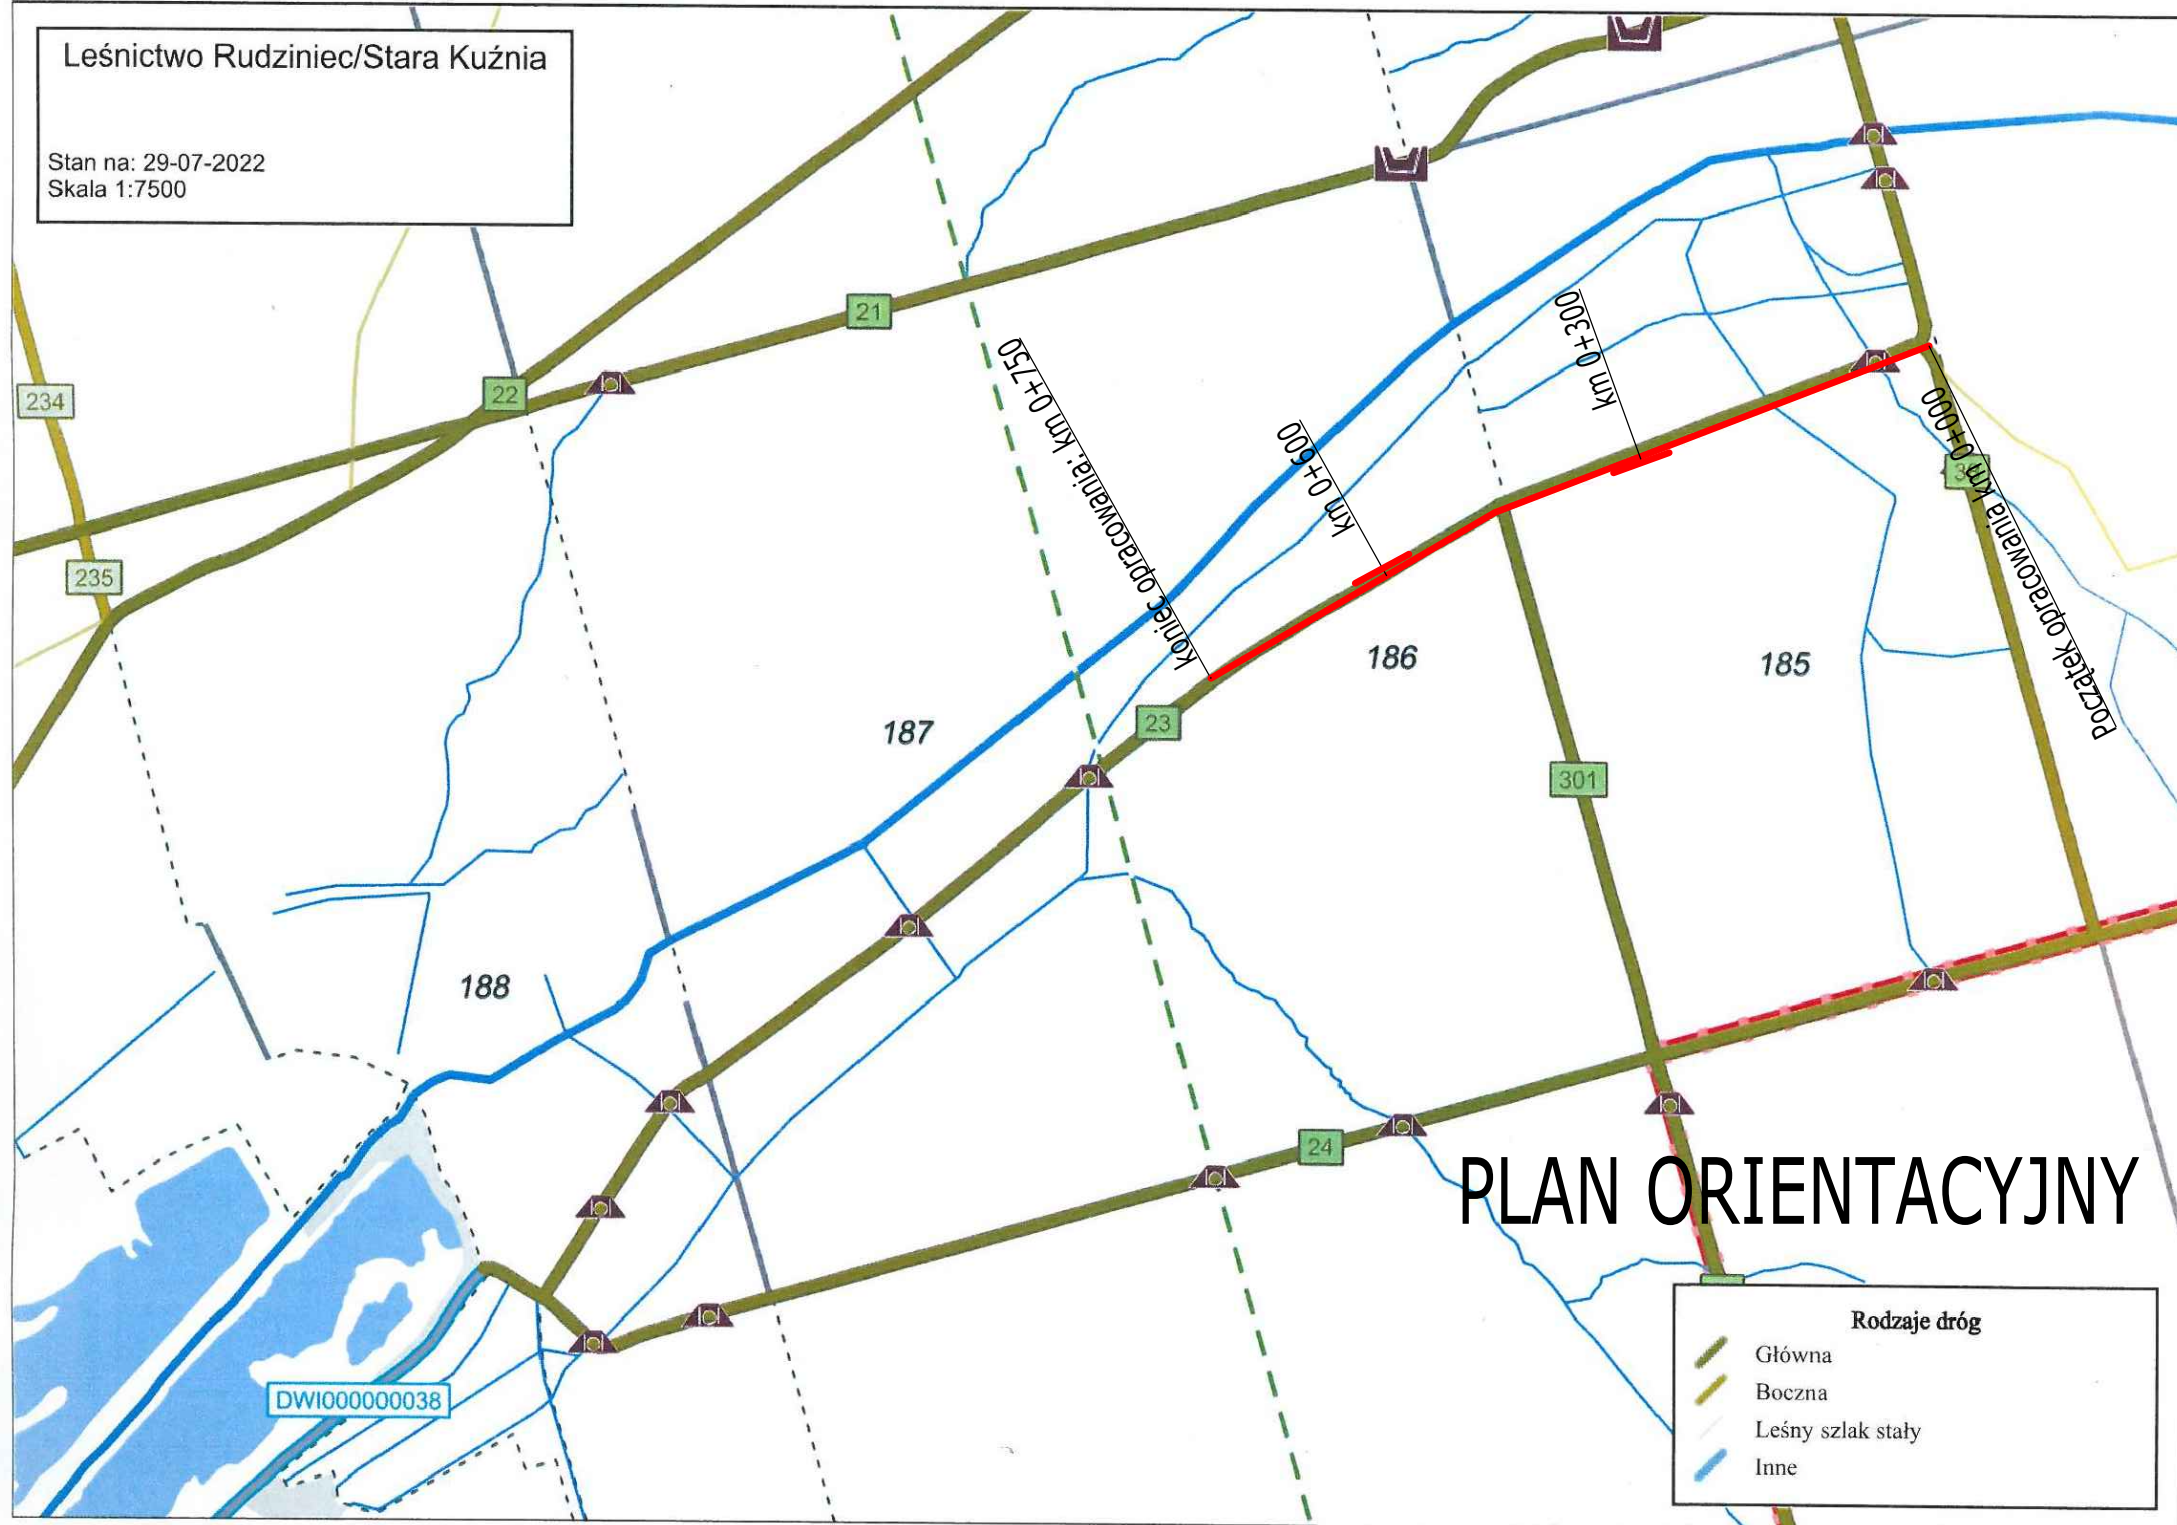 Leśnictwo Rudziniec/Stara Kuźnia
Stan na: 29-07-2022
Skala 1:7500
21
22
234
235
Koniec opracowania: km 0+750
km 0+600
km 0+300
Początek opracowania km 0+000
186
185
187
23
301
188
24
PLAN ORIENTACYJNY
DWI000000038
Rodzaje dróg
Główna
Boczna
Leśny szlak stały
Inne